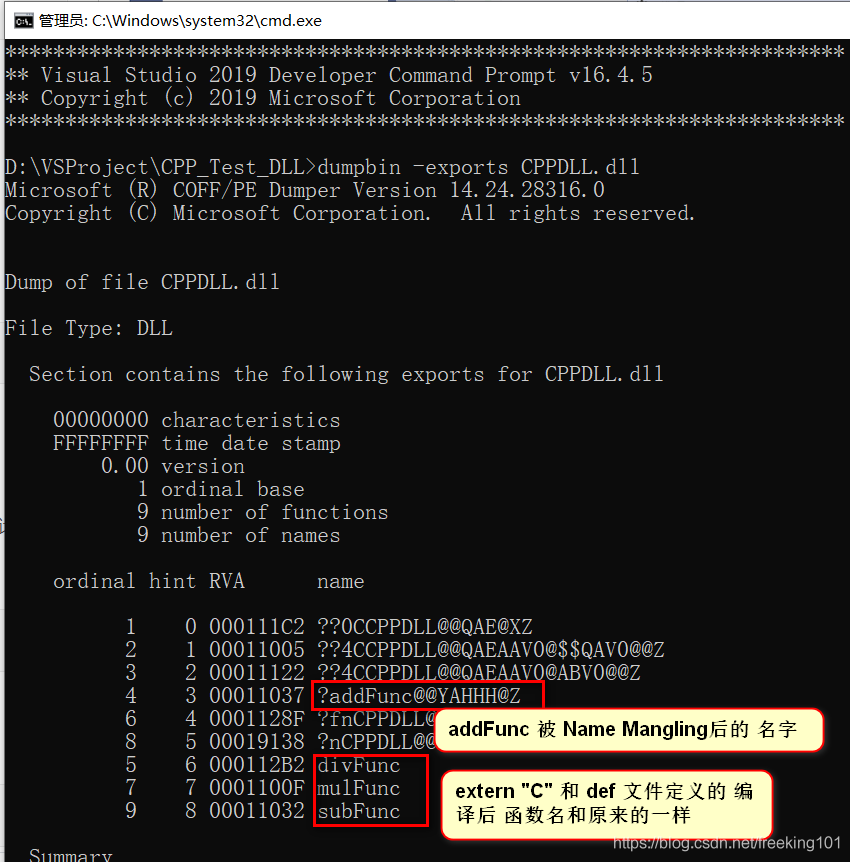 管理员: C:\Windows\system32\cmd.exe
**********************************************************************
** Visual Studio 2019 Developer Command Prompt v16.4.5
** Copyright (c) 2019 Microsoft Corporation
**********************************************************************
D:\VSProject\CPP_Test_DLL>dumpbin -exports CPPDLL.dll
Microsoft (R) COFF/PE Dumper Version 14.24.28316.0
Copyright (C) Microsoft Corporation.  All rights reserved.
Dump of file CPPDLL.dll
File Type: DLL
Section contains the following exports for CPPDLL.dll
00000000 characteristics
FFFFFFFF time date stamp
0.00 version
1 ordinal base
9 number of functions
9 number of names
ordinal hint RVA      name
1    0 000111C2 ??0CCPPDLL@@QAE@XZ
2    1 00011005 ??4CCPPDLL@@QAEAAV0@$$QAV0@@Z
3    2 00011122 ??4CCPPDLL@@QAEAAV0@ABV0@@Z
4    3 00011037 ?addFunc@@YAHHH@Z
6    4 0001128F ?fnCPPDLL@
8    5 00019138 ?nCPPDLL@@
addFunc 被 Name Mangling后的 名字
5    6 000112B2 divFunc
7    7 0001100F mulFunc
9    8 00011032 subFunc
extern "C" 和 def 文件定义的 编
译后 函数名和原来的一样
https://blog.csdn.net/freeking101
Summary